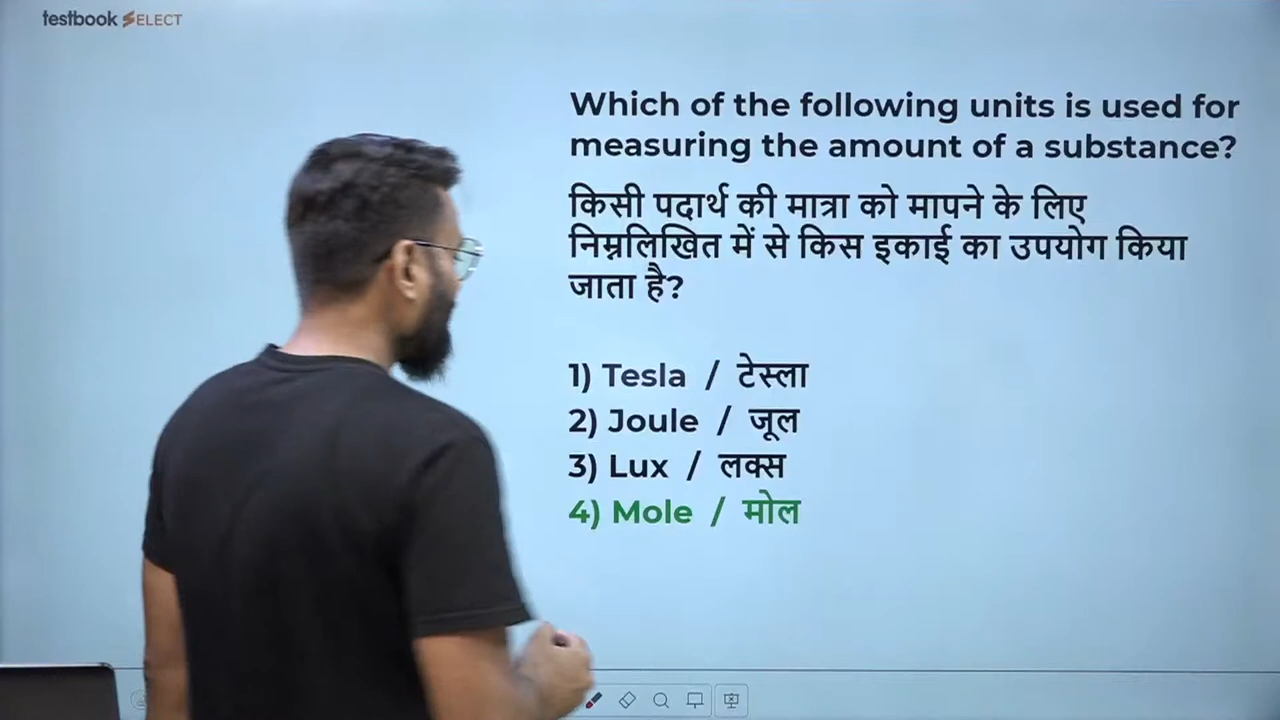 testbook SELECT
Which of the following units is used for
measuring the amount of a substance?
किसी पदार्थ की मात्रा को मापने के लिए
निम्नलिखित में से किस इकाई का उपयोग किया
जाता है?
1) Tesla / टेस्ला
2) Joule / जूल
3) Lux / लक्स
4) Mole / मोल